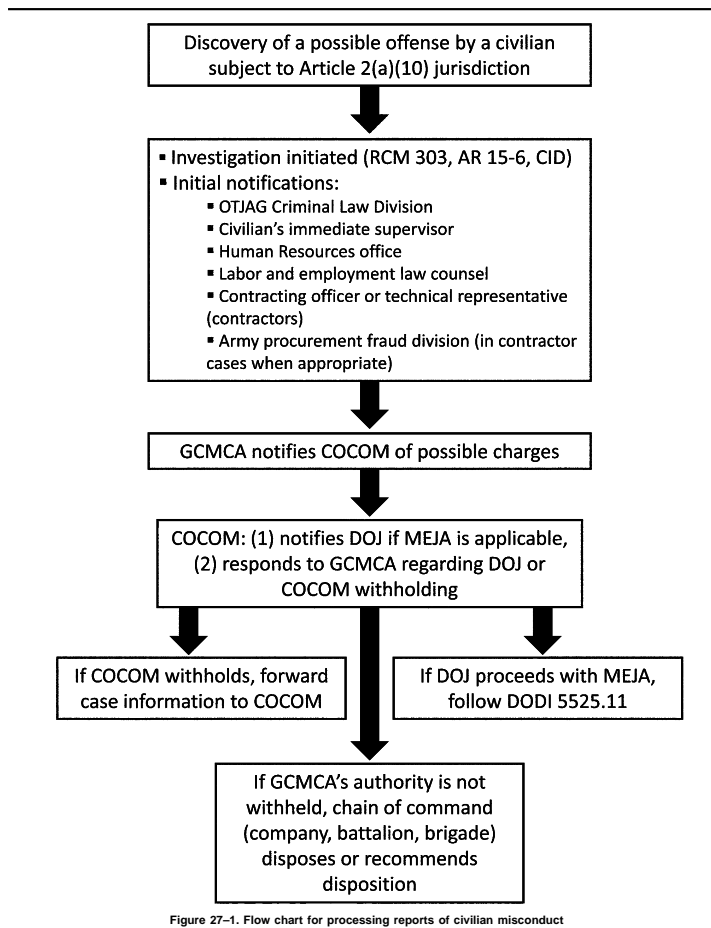 Discovery of a possible offense by a civilian
subject to Article 2(a)(10) jurisdiction
▪ Investigation initiated (RCM 303, AR 15-6, CID)
▪ Initial notifications:
▪ OTJAG Criminal Law Division
▪ Civilian's immediate supervisor
▪ Human Resources office
▪ Labor and employment law counsel
▪ Contracting officer or technical representative
(contractors)
▪ Army procurement fraud division (in contractor
cases when appropriate)
GCMCA notifies COCOM of possible charges
COCOM: (1) notifies DOJ if MEJA is applicable,
(2) responds to GCMCA regarding DOJ or
COCOM withholding
If COCOM withholds, forward
case information to COCOM
If DOJ proceeds with MEJA,
follow DODI 5525.11
If GCMCA's authority is not
withheld, chain of command
(company, battalion, brigade)
disposes or recommends
disposition
Figure 27–1. Flow chart for processing reports of civilian misconduct